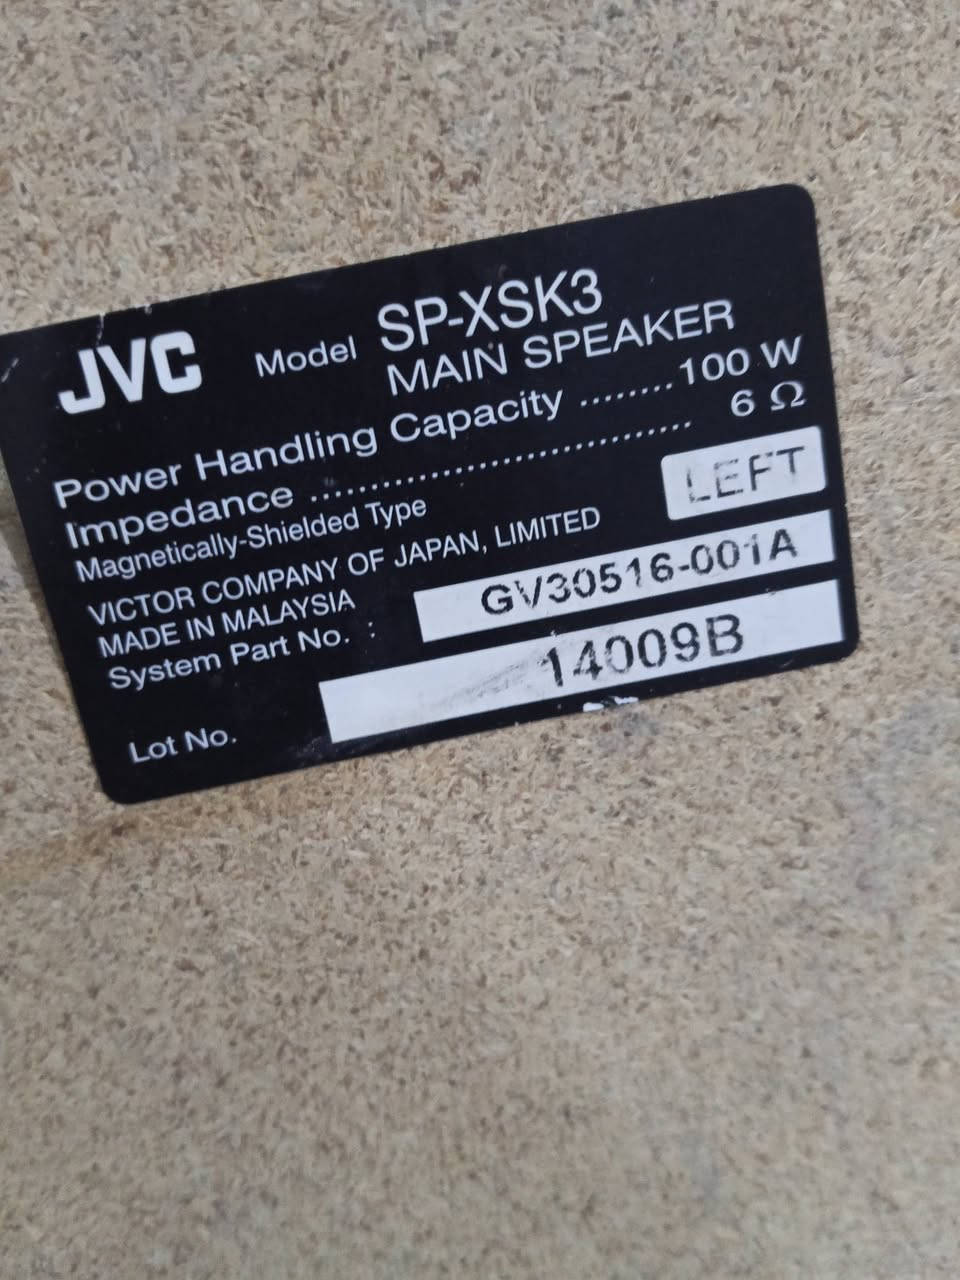 JVC Model SP-XSK3
MAIN SPEAKER
Power Handling Capacity ........100 W
Impedance ................................. 6 Ω
Magnetically-Shielded Type
LEFT
VICTOR COMPANY OF JAPAN, LIMITED
MADE IN MALAYSIA
System Part No. : GV30516-001A
Lot No. 14009B